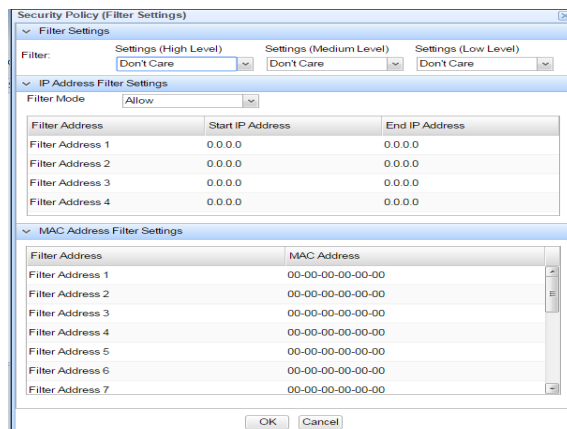 Security Policy (Filter Settings)
Filter Settings
Settings (High Level) Settings (Medium Level) Settings (Low Level)
Filter: Don't Care Don't Care Don't Care
IP Address Filter Settings
Filter Mode Allow
Filter Address Start IP Address End IP Address
Filter Address 1 0.0.0.0 0.0.0.0
Filter Address 2 0.0.0.0 0.0.0.0
Filter Address 3 0.0.0.0 0.0.0.0
Filter Address 4 0.0.0.0 0.0.0.0
MAC Address Filter Settings
Filter Address MAC Address
Filter Address 1 00-00-00-00-00-00
Filter Address 2 00-00-00-00-00-00
Filter Address 3 00-00-00-00-00-00
Filter Address 4 00-00-00-00-00-00
Filter Address 5 00-00-00-00-00-00
Filter Address 6 00-00-00-00-00-00
Filter Address 7 00-00-00-00-00-00
OK Cancel